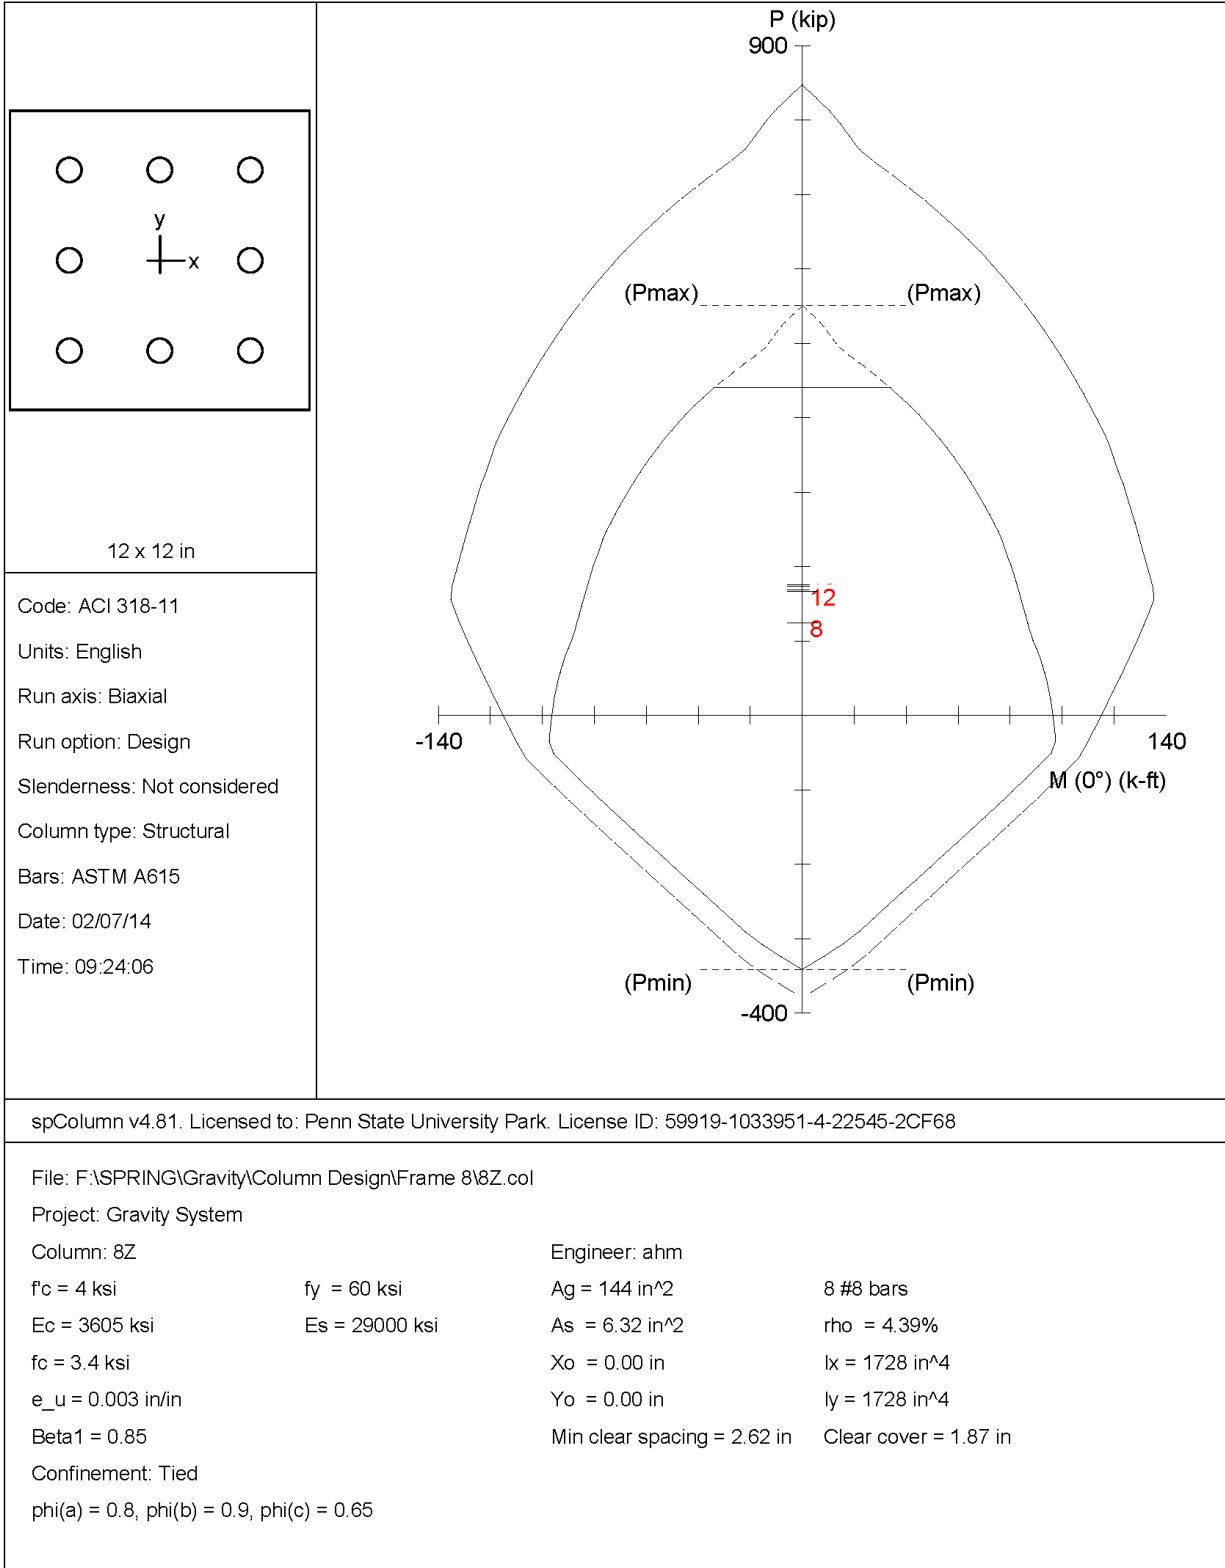 P (kip)
900
(Pmax)
(Pmax)
y
x
12 x 12 in
12
8
-140
140
M (0°) (k-ft)
(Pmin)
(Pmin)
-400
Code: ACI 318-11
Units: English
Run axis: Biaxial
Run option: Design
Slenderness: Not considered
Column type: Structural
Bars: ASTM A615
Date: 02/07/14
Time: 09:24:06
spColumn v4.81. Licensed to: Penn State University Park. License ID: 59919-1033951-4-22545-2CF68
File: F:\SPRING\Gravity\Column Design\Frame 8\8Z.col
Project: Gravity System
Column: 8Z Engineer: ahm
f'c = 4 ksi fy = 60 ksi Ag = 144 in^2 8 #8 bars
Ec = 3605 ksi Es = 29000 ksi As = 6.32 in^2 rho = 4.39%
fc = 3.4 ksi Xo = 0.00 in Ix = 1728 in^4
e_u = 0.003 in/in Yo = 0.00 in Iy = 1728 in^4
Beta1 = 0.85 Min clear spacing = 2.62 in Clear cover = 1.87 in
Confinement: Tied
phi(a) = 0.8, phi(b) = 0.9, phi(c) = 0.65